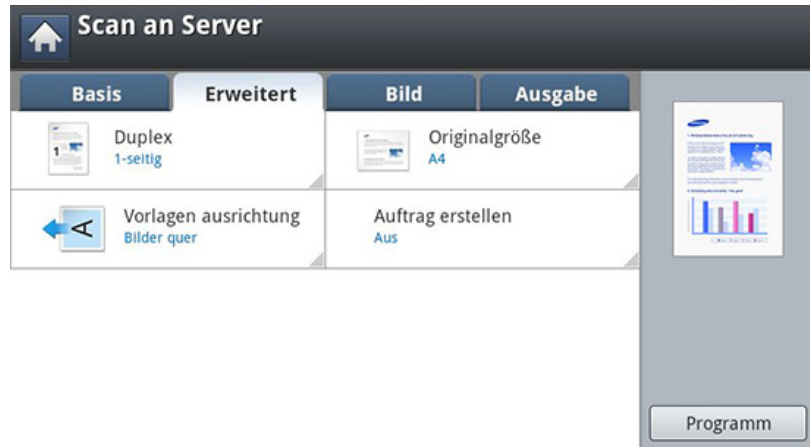 Scan an Server
Basis
Erweitert
Bild
Ausgabe
Duplex
1-seitig
Originalgröße
A4
Vorlagen ausrichtung
Bilder quer
Auftrag erstellen
Aus
Programm